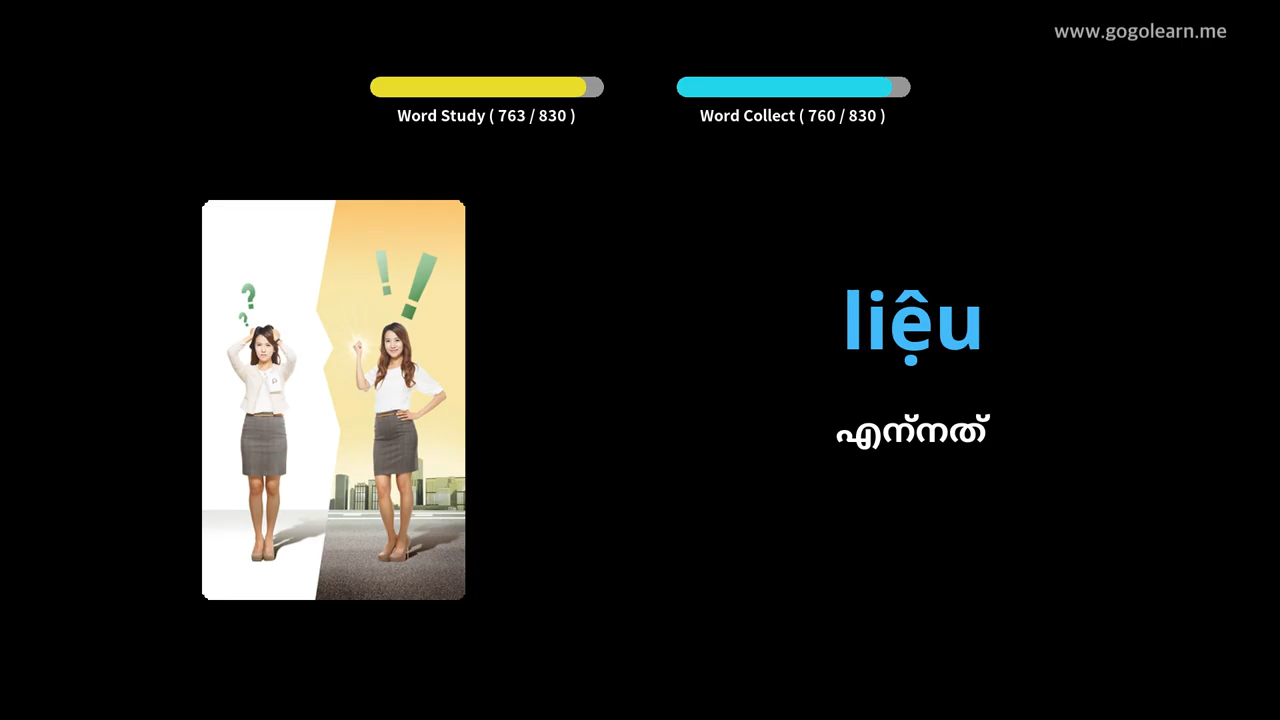 www.gogolearn.me
Word Study ( 763 / 830 )
Word Collect ( 760 / 830 )
? ! !
?
liệu
എന്നത്